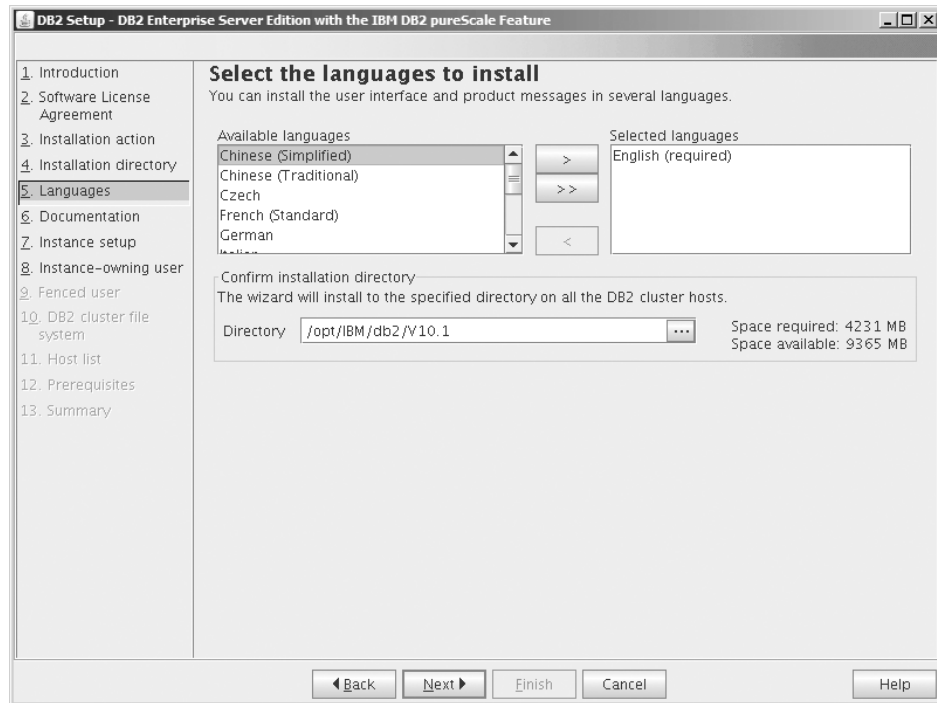 DB2 Setup - DB2 Enterprise Server Edition with the IBM DB2 pureScale Feature
1. Introduction
2. Software License
Agreement
3. Installation action
4. Installation directory
5. Languages
6. Documentation
7. Instance setup
8. Instance-owning user
9. Fenced user
10. DB2 cluster file
system
11. Host list
12. Prerequisites
13. Summary
Select the languages to install
You can install the user interface and product messages in several languages.
Available languages
Chinese (Simplified)
Chinese (Traditional)
Czech
French (Standard)
German
>
>>
<
Selected languages
English (required)
Confirm installation directory
The wizard will install to the specified directory on all the DB2 cluster hosts.
Directory /opt/IBM/db2/V10.1 ...
Space required: 4231 MB
Space available: 9365 MB
Back Next Finish Cancel Help